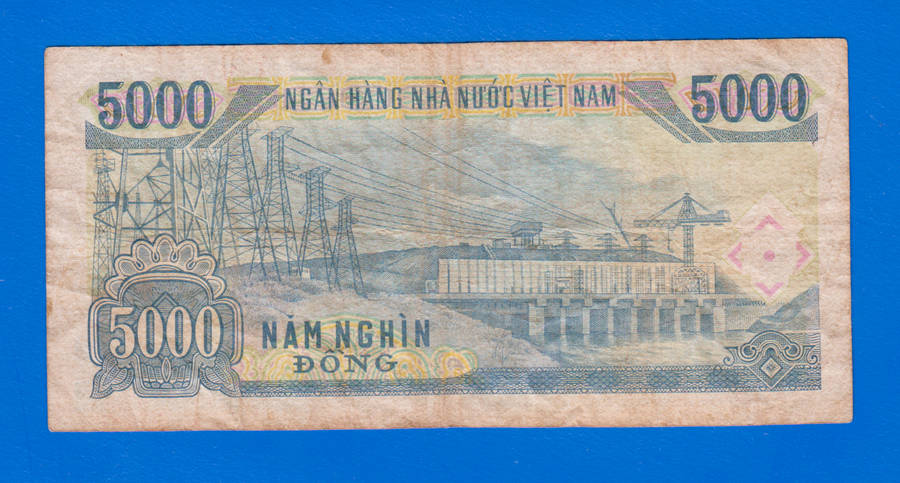 5000 NGÂN HÀNG NHÀ NƯỚC VIỆT NAM 5000
5000 NĂM NGHÌN
ĐỒNG